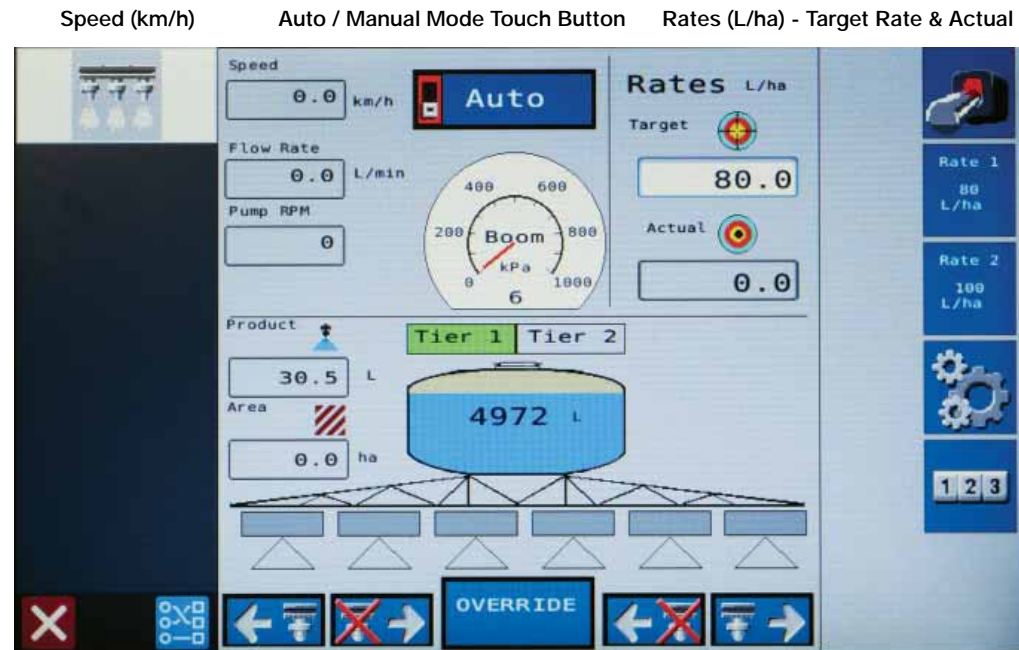 Speed (km/h) Auto / Manual Mode Touch Button Rates (L/ha) - Target Rate & Actual
Speed
0.0 km/h
Auto
Rates L/ha
Target
80.0
Flow Rate
0.0 L/min
Pump RPM
0
0 200 400 600 800 1000
Boom
kPa
6
Actual
0.0
Product
30.5 L
Area
0.0 ha
Tier 1 Tier 2
4972 L
OVERRIDE
Rate 1
80
L/ha
Rate 2
100
L/ha
1 2 3